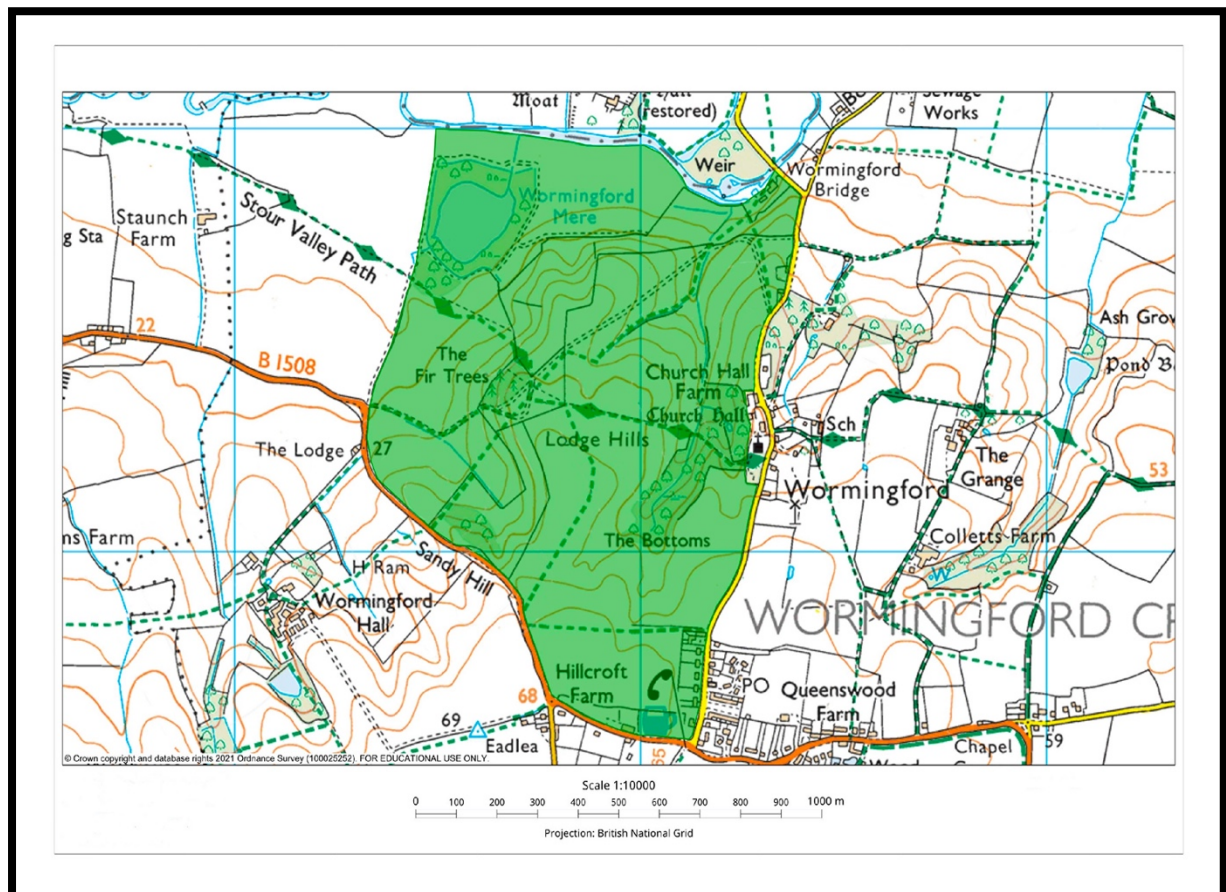 Moat
(restored)
Sewage
Works
Weir
Wormingford
Bridge
Wormingford
Mere
Staunch
Farm
g Sta
Stour Valley Path
22
B 1508
The
Fir Trees
Church Hall
Farm
Church Hall
Ash Grov
Pond B
Lodge Hills
Sch
The Lodge
27
The
Grange
53
Wormingford
ns Farm
The Bottoms
Colletts Farm
W
H Ram
Sandy Hill
Wormingford
Hall
WORMINGFORD CR
Hillcroft
Farm
68
PO
Queenswood
Farm
69
Eadlea
65
Chapel
59
© Crown copyright and database rights 2021 Ordnance Survey (100025252). FOR EDUCATIONAL USE ONLY.
Scale 1:10000
0 100 200 300 400 500 600 700 800 900 1000 m
Projection: British National Grid